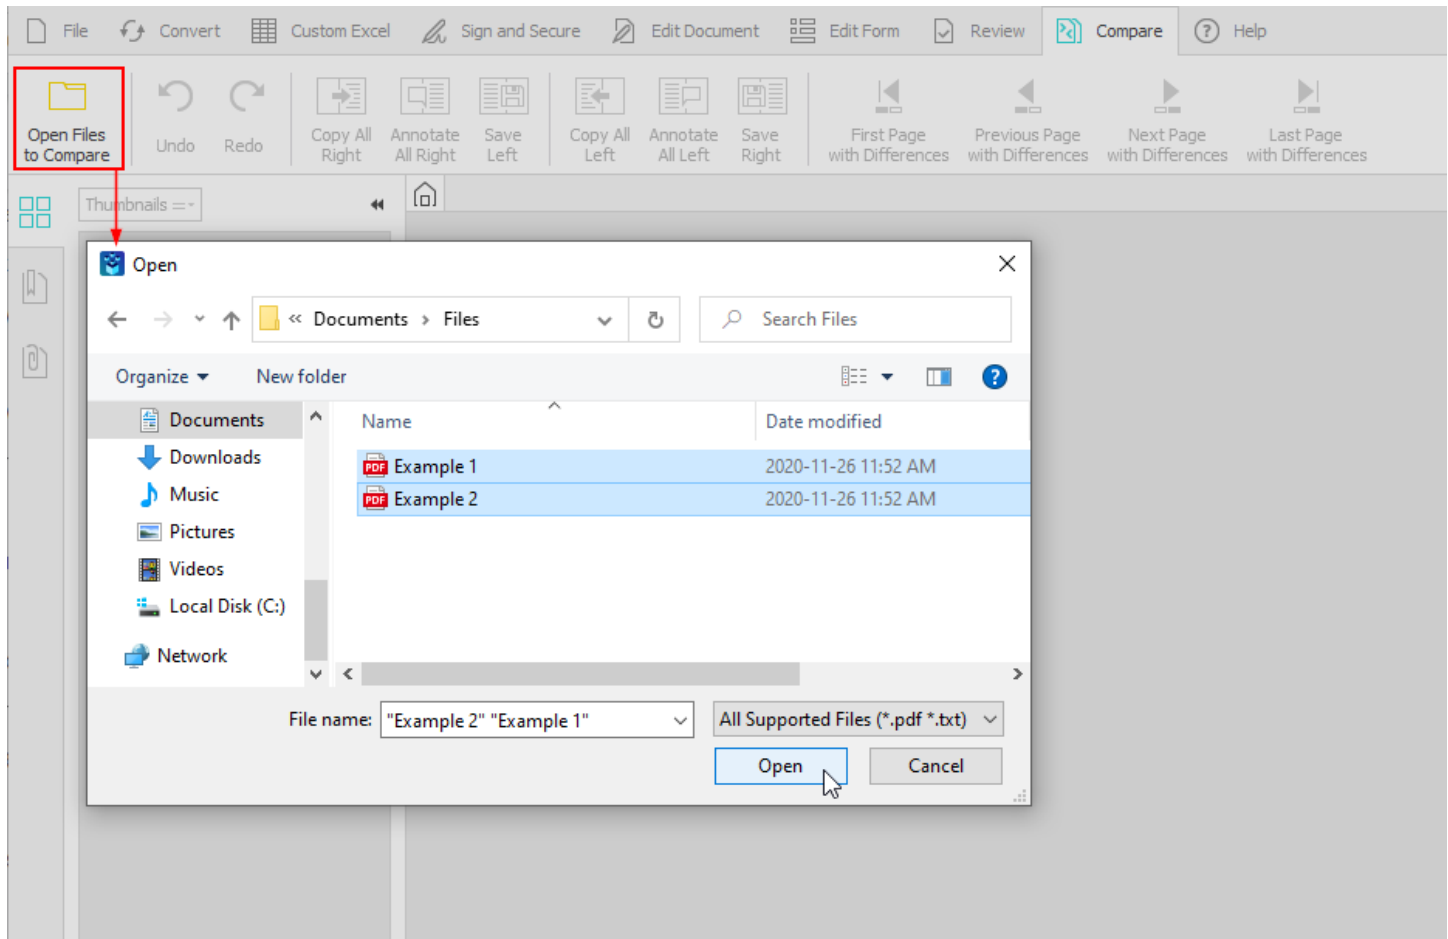 File Convert Custom Excel Sign and Secure Edit Document Edit Form Review Compare Help
Open Files
to Compare
Undo
Redo
Copy All
Right
Annotate
All Right
Save
Left
Copy All
Left
Annotate
All Left
Save
Right
First Page
with Differences
Previous Page
with Differences
Next Page
with Differences
Last Page
with Differences
Thumbnails
Open
« Documents › Files
Search Files
Organize
New folder
Documents
Downloads
Music
Pictures
Videos
Local Disk (C:)
Network
Name Date modified
PDF Example 1 2020-11-26 11:52 AM
PDF Example 2 2020-11-26 11:52 AM
File name: "Example 2" "Example 1"
All Supported Files (*.pdf *.txt)
Open
Cancel